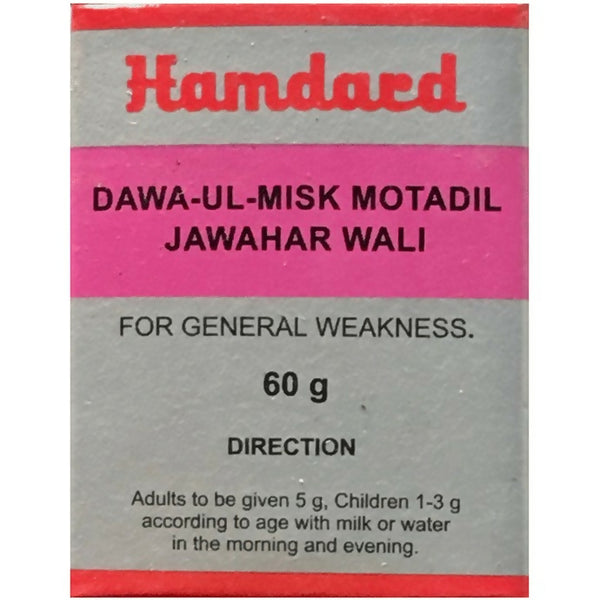 Hamdard
DAWA-UL-MISK MOTADIL
JAWAHAR WALI
FOR GENERAL WEAKNESS.
60 g
DIRECTION
Adults to be given 5 g, Children 1-3 g
according to age with milk or water
in the morning and evening.